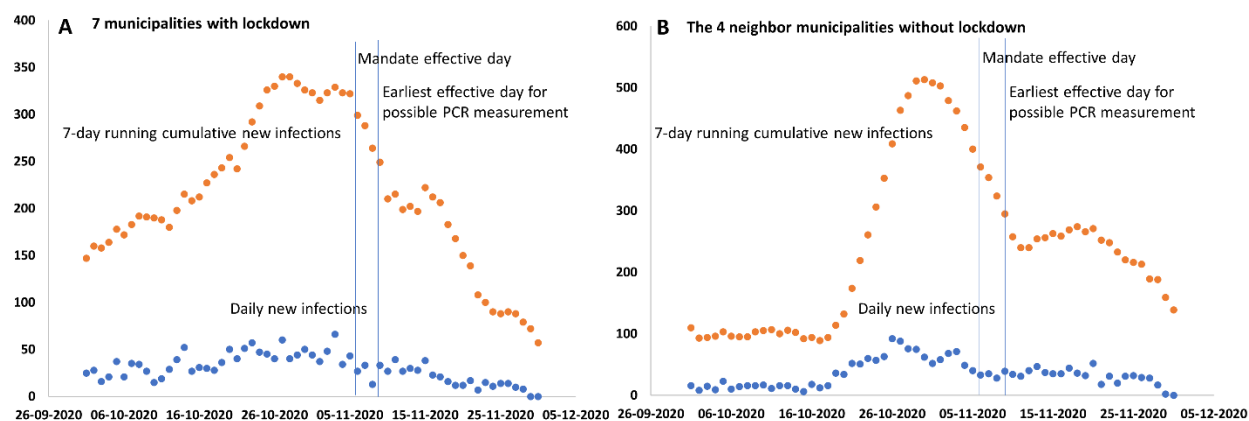 A 7 municipalities with lockdown
400
350
300
250
200
150
100
50
0
Mandate effective day
Earliest effective day for
possible PCR measurement
7-day running cumulative new infections
Daily new infections
26-09-2020 06-10-2020 16-10-2020 26-10-2020 05-11-2020 15-11-2020 25-11-2020 05-12-2020
B The 4 neighbor municipalities without lockdown
600
500
400
300
200
100
0
Mandate effective day
Earliest effective day for
possible PCR measurement
7-day running cumulative new infections
Daily new infections
26-09-2020 06-10-2020 16-10-2020 26-10-2020 05-11-2020 15-11-2020 25-11-2020 05-12-2020